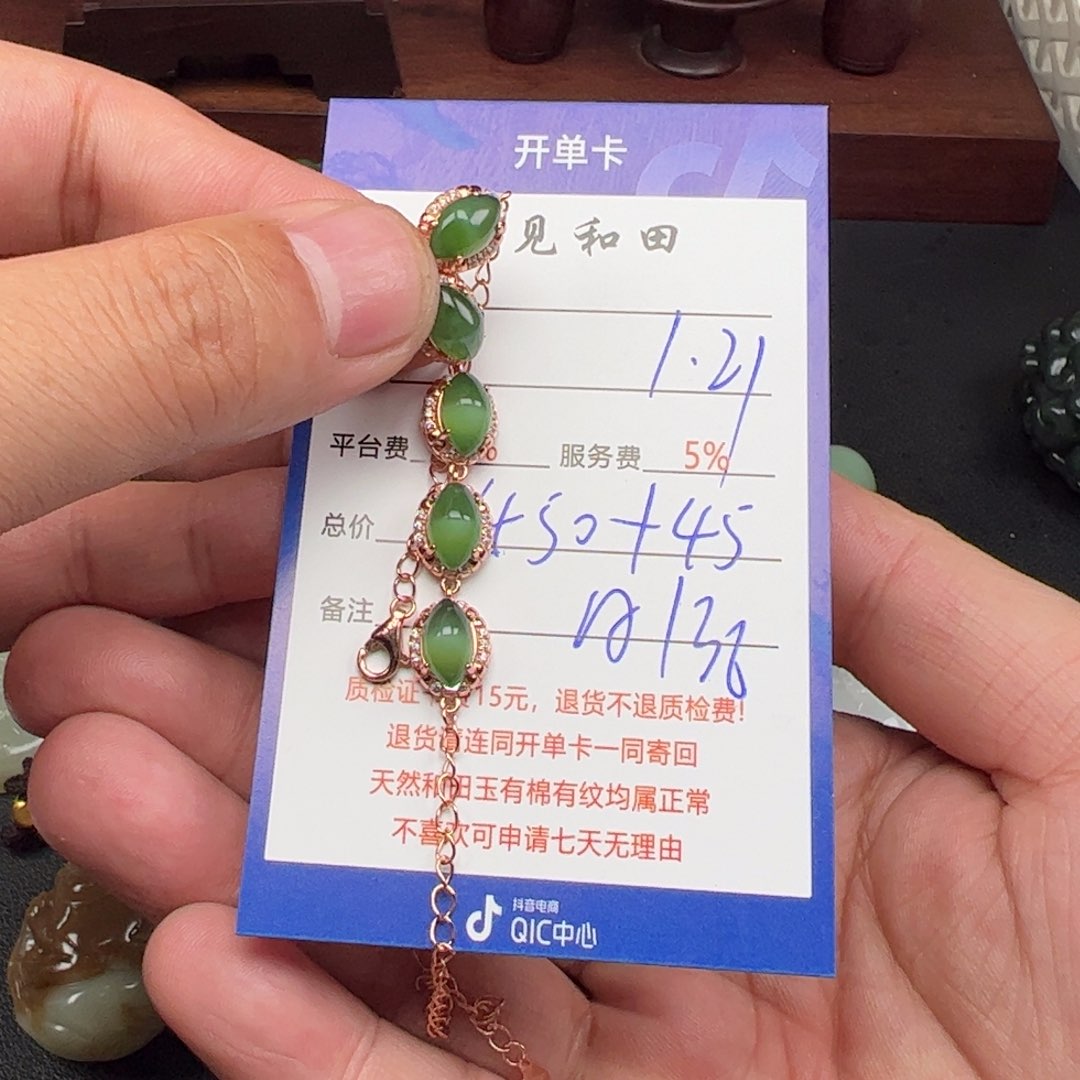 开单卡
见和田
1.21
平台费 % 服务费 5%
总价 450+45
备注
质检证 15元，退货不退质检费!
退货 连同开单卡一同寄回
天然和田玉有棉有纹均属正常
不喜欢可申请七天无理由
抖音电商
QIC中心